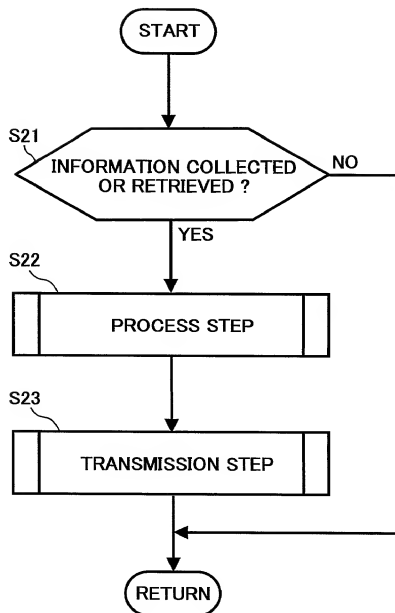 START
S21
INFORMATION COLLECTED
OR RETRIEVED ?
NO
YES
S22
PROCESS STEP
S23
TRANSMISSION STEP
RETURN